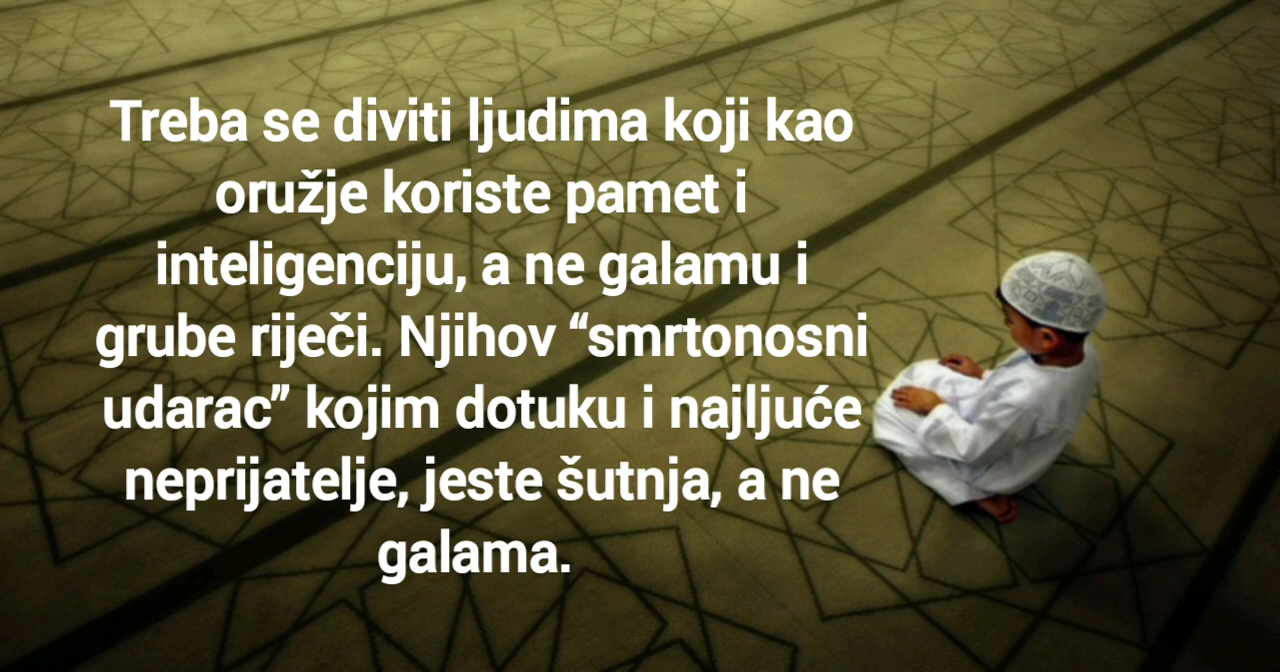 Treba se diviti ljudima koji kao
oružje koriste pamet i
inteligenciju, a ne galamu i
grube riječi. Njihov “smrtonosni
udarac” kojim dotuku i najljuće
neprijatelje, jeste šutnja, a ne
galama.